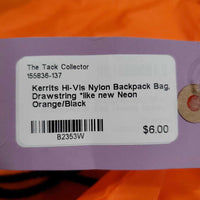 The Tack Collector
155836-137
Kerrits Hi-Vis Nylon Backpack Bag,
Drawstring *like new Neon
Orange/Black
B2353W
$6.00